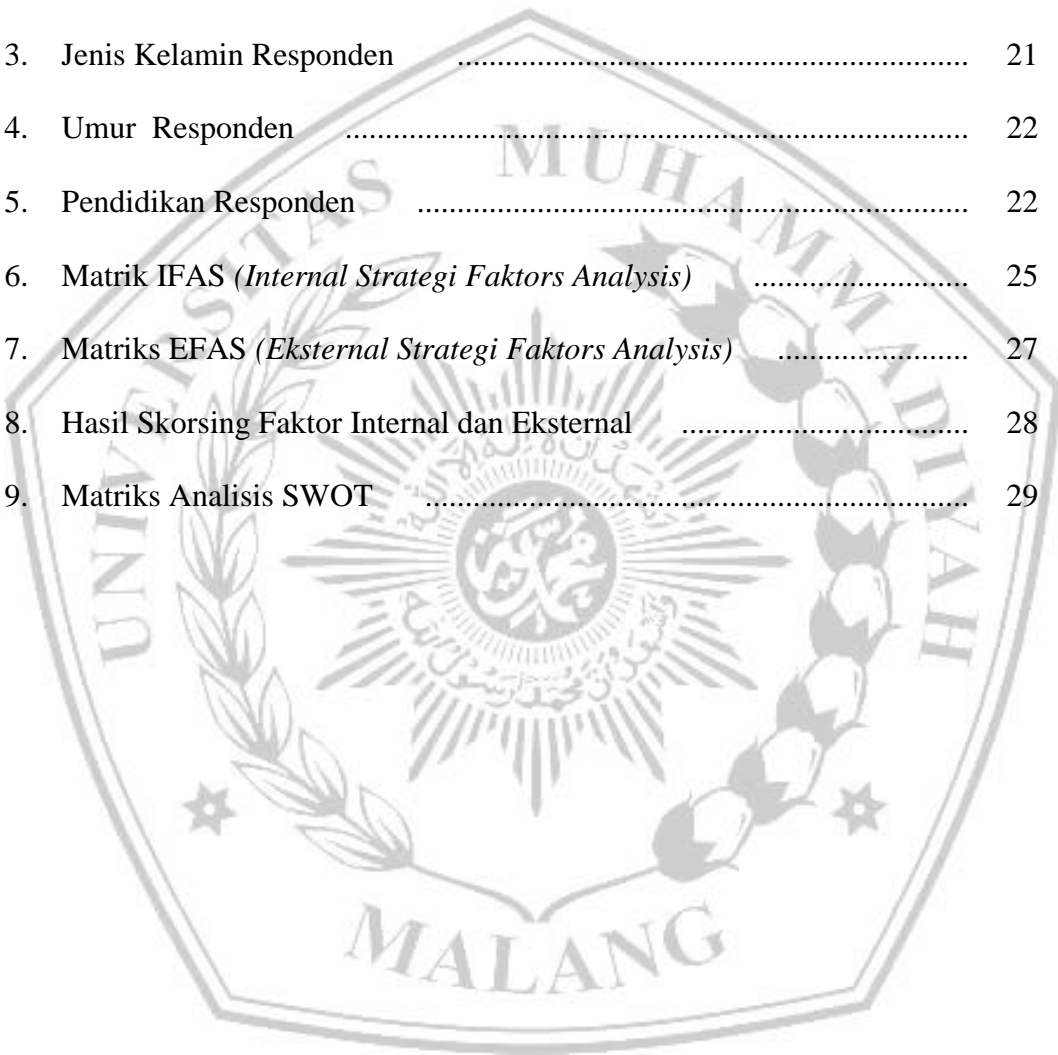 3. Jenis Kelamin Responden ..................................................... 21
4. Umur Responden ................................................................. 22
5. Pendidikan Responden ......................................................... 22
6. Matrik IFAS (Internal Strategi Faktors Analysis) ...................... 25
7. Matriks EFAS (Eksternal Strategi Faktors Analysis) .................... 27
8. Hasil Skorsing Faktor Internal dan Eksternal .............................. 28
9. Matriks Analisis SWOT ........................................................ 29
UNIVERSITAS MUHAMMADIYAH
MALANG